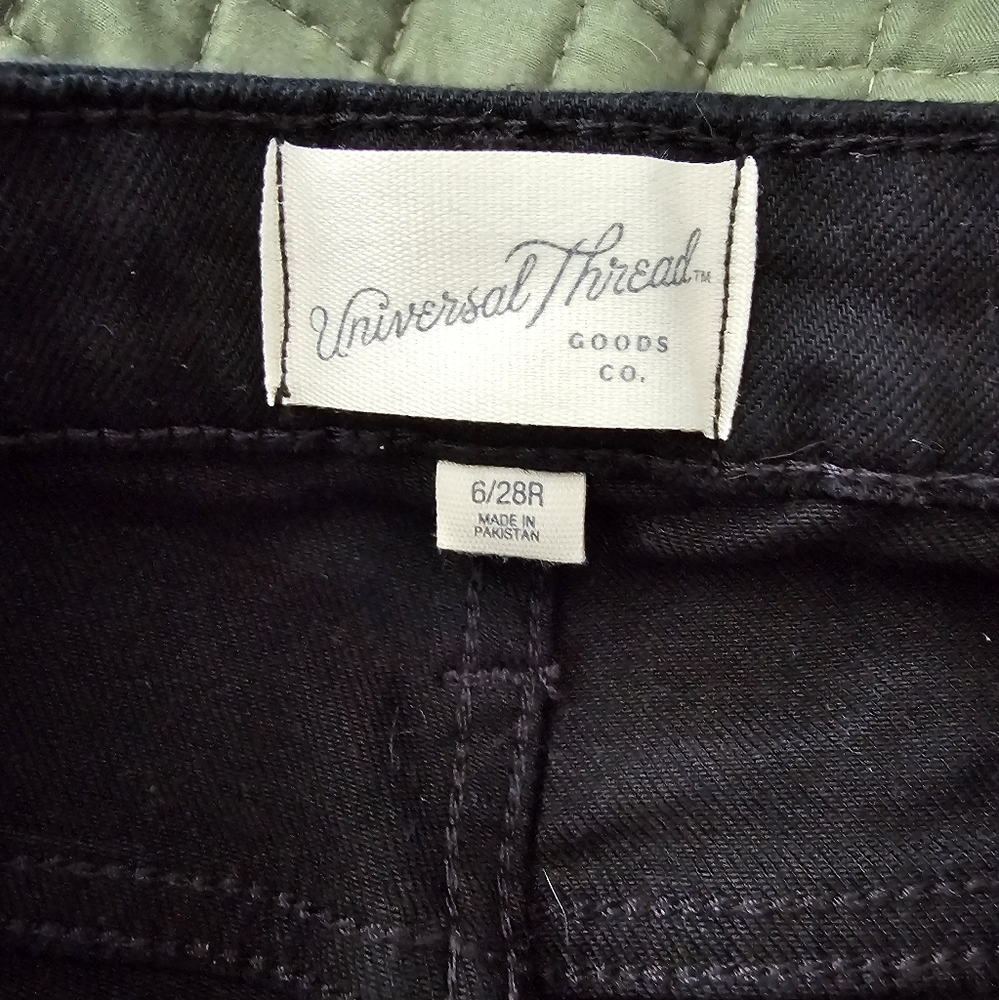 Universal Thread™
GOODS
CO.
6/28R
MADE IN
PAKISTAN